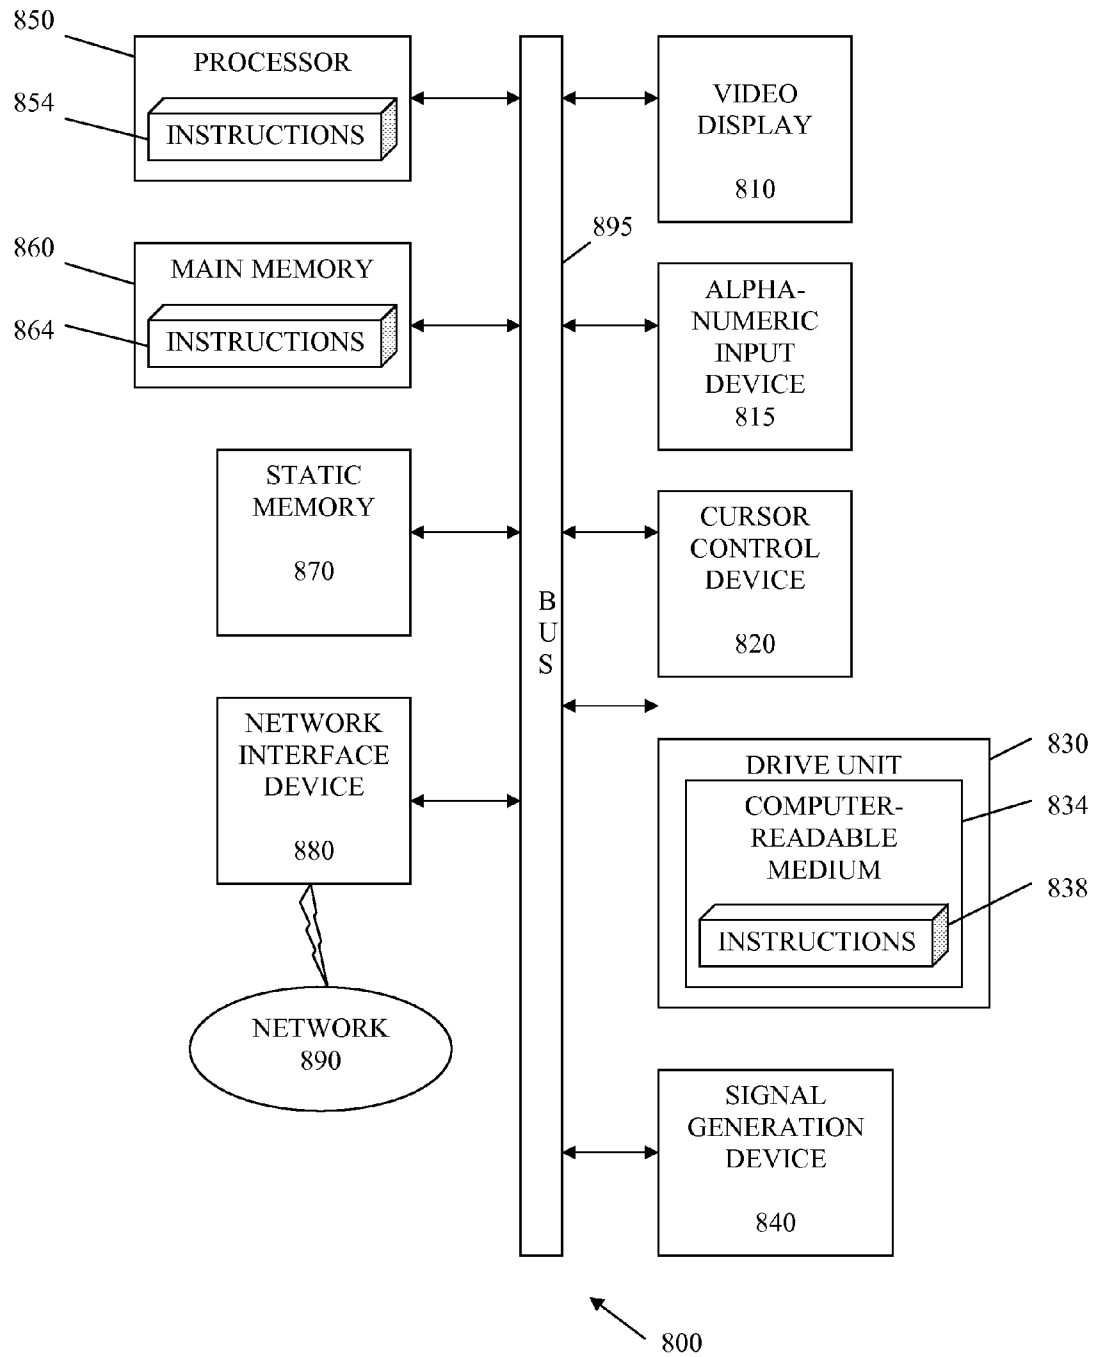 850
PROCESSOR
854
INSTRUCTIONS
860
MAIN MEMORY
864
INSTRUCTIONS
STATIC
MEMORY
870
NETWORK
INTERFACE
DEVICE
880
NETWORK
890
BUS
895
VIDEO
DISPLAY
810
ALPHA-
NUMERIC
INPUT
DEVICE
815
CURSOR
CONTROL
DEVICE
820
830
DRIVE UNIT
834
COMPUTER-
READABLE
MEDIUM
838
INSTRUCTIONS
SIGNAL
GENERATION
DEVICE
840
800